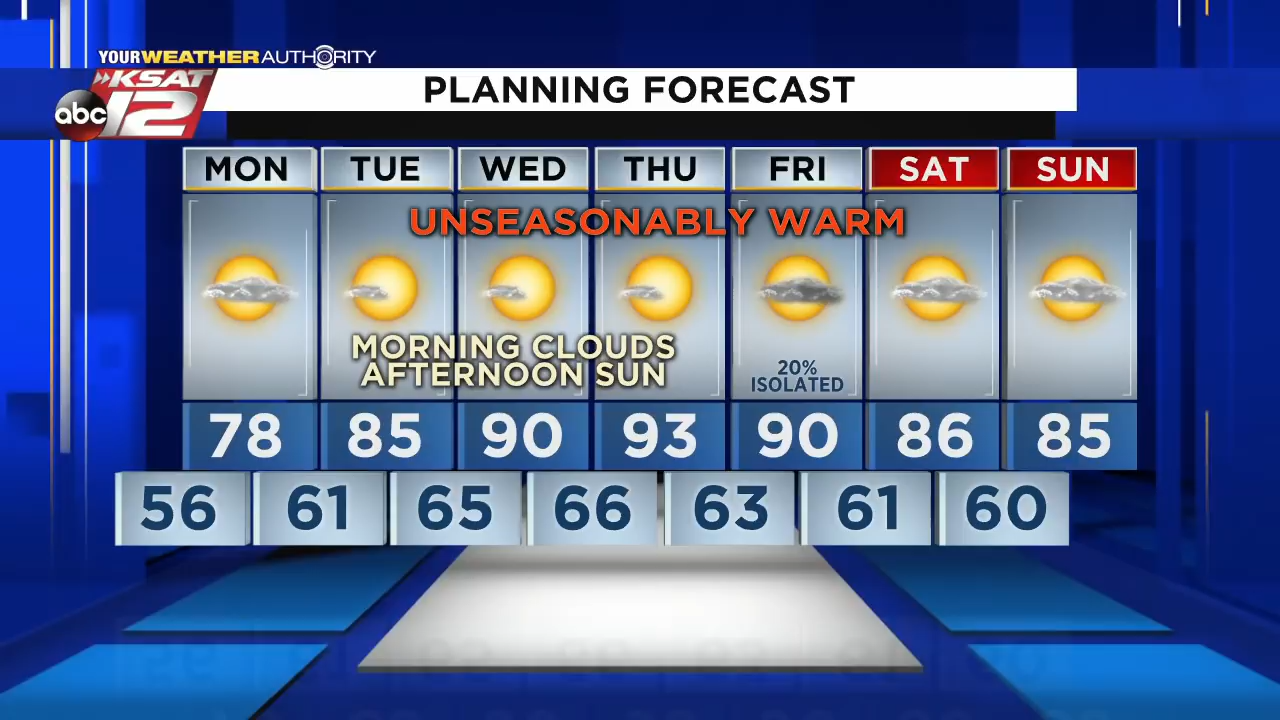 YOURWEATHERAUTHORITY
KSAT
abc 12
PLANNING FORECAST
MON TUE WED THU FRI SAT SUN
UNSEASONABLY WARM
MORNING CLOUDS
AFTERNOON SUN
20%
ISOLATED
78 85 90 93 90 86 85
56 61 65 66 63 61 60